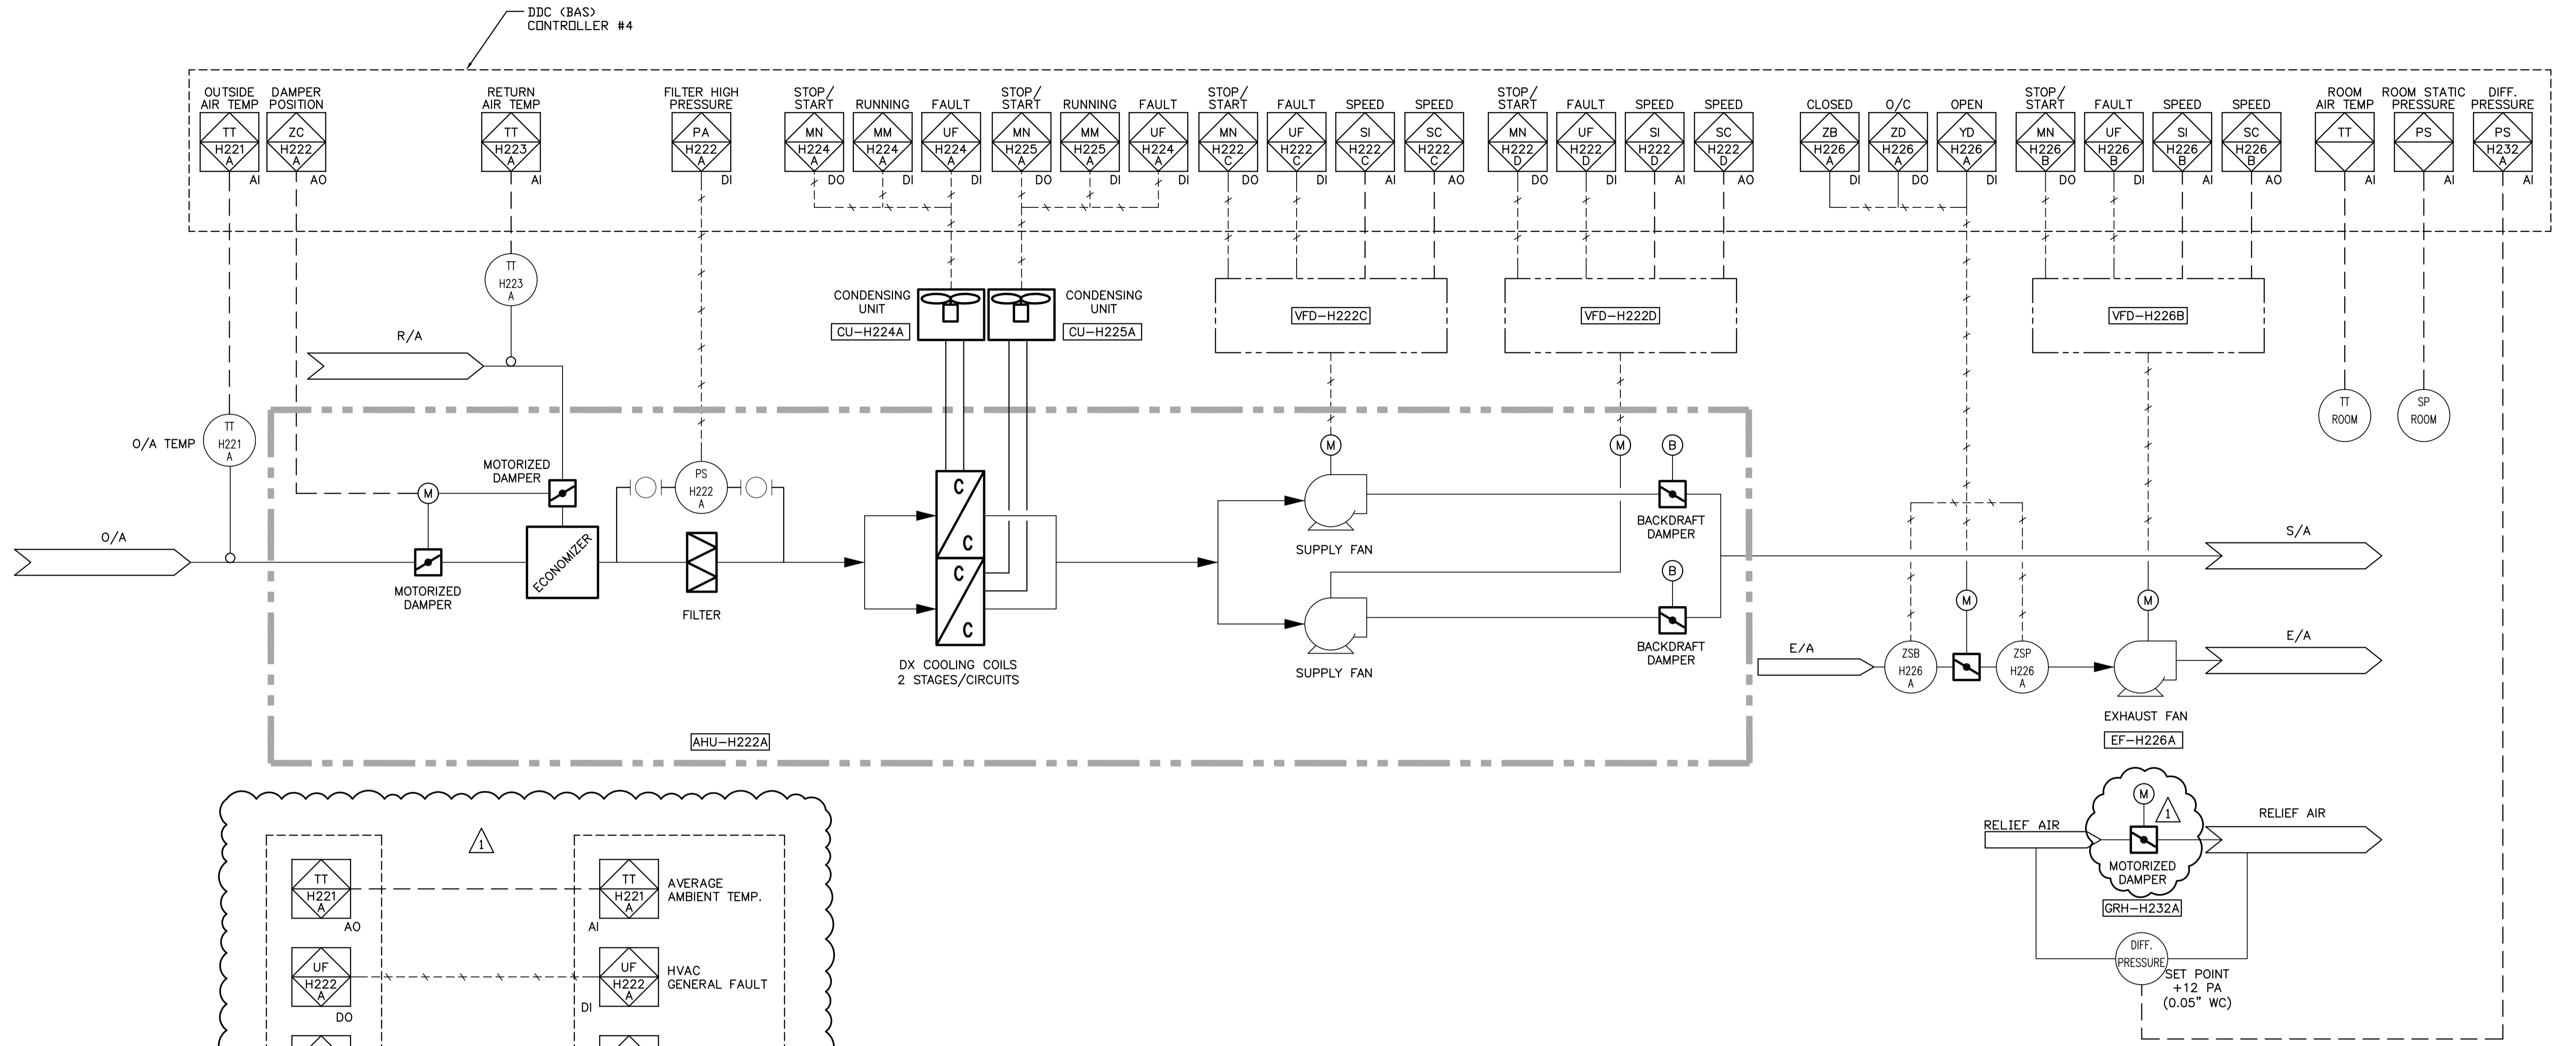 DDC (BAS)
CONTROLLER #4
OUTSIDE
AIR TEMP
TT
H221
A
AI
DAMPER
POSITION
ZC
H222
A
AO
RETURN
AIR TEMP
TT
H223
A
AI
FILTER HIGH
PRESSURE
PA
H222
A
DI
STOP/
START
MN
H224
A
DO
RUNNING
MM
H224
A
DI
FAULT
UF
H224
A
DI
STOP/
START
MN
H225
A
DO
RUNNING
MM
H225
A
DI
FAULT
UF
H224
A
DI
STOP/
START
MN
H222
C
DO
FAULT
UF
H222
C
DI
SPEED
SI
H222
C
AI
SPEED
SC
H222
C
AO
STOP/
START
MN
H222
D
DO
FAULT
UF
H222
D
DI
SPEED
SI
H222
D
AI
SPEED
SC
H222
D
AO
CLOSED
ZB
H226
A
DI
O/C
ZD
H226
A
DO
OPEN
YD
H226
A
DI
STOP/
START
MN
H226
B
DO
FAULT
UF
H226
B
DI
SPEED
SI
H226
B
AI
SPEED
SC
H226
B
AO
ROOM
AIR TEMP
TT
AI
ROOM STATIC
PRESSURE
PS
AI
DIFF.
PRESSURE
PS
H232
A
AI
TT
H223
A
R/A
CONDENSING
UNIT
CU-H224A
CONDENSING
UNIT
CU-H225A
VFD-H222C
VFD-H222D
VFD-H226B
TT
ROOM
SP
ROOM
O/A TEMP
TT
H221
A
MOTORIZED
DAMPER
M
PS
H222
A
M
M
B
C
C
C
C
O/A
MOTORIZED
DAMPER
ECONOMIZER
FILTER
DX COOLING COILS
2 STAGES/CIRCUITS
SUPPLY FAN
BACKDRAFT
DAMPER
B
SUPPLY FAN
BACKDRAFT
DAMPER
S/A
M
M
E/A
ZSB
H226
A
ZSP
H226
A
E/A
EXHAUST FAN
EF-H226A
AHU-H222A
1
TT
H221
A
AO
TT
H221
A
AI
AVERAGE
AMBIENT TEMP.
UF
H222
A
DO
UF
H222
A
DI
HVAC
GENERAL FAULT
M
1
RELIEF AIR
RELIEF AIR
MOTORIZED
DAMPER
GRH-H232A
DIFF.
PRESSURE
SET POINT
+12 PA
(0.05" WC)